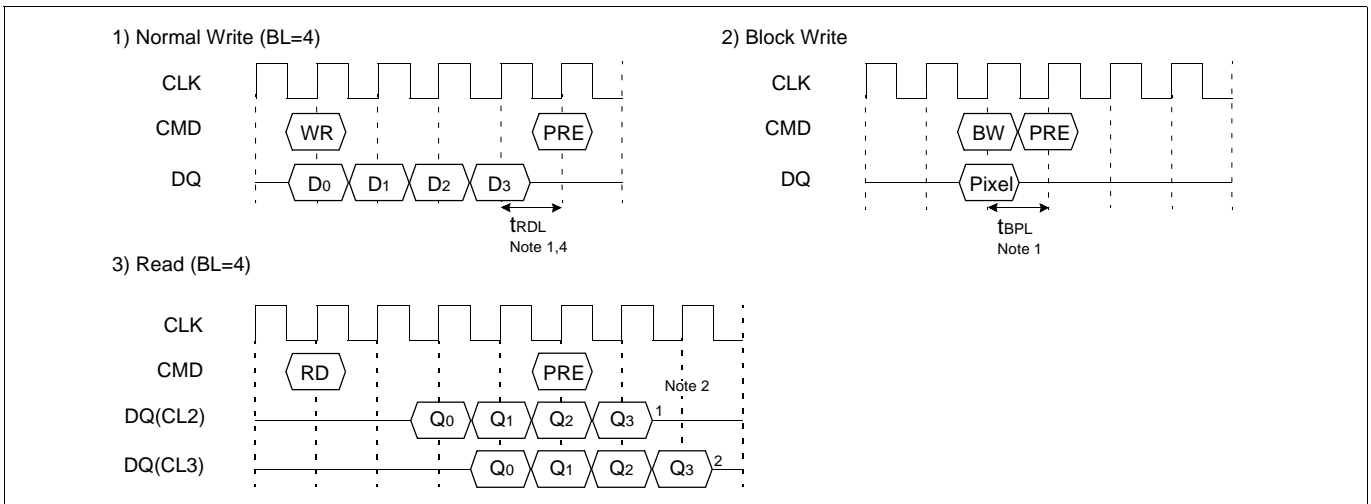 1) Normal Write (BL=4)
CLK
CMD
WR
PRE
DQ
D0
D1
D2
D3
tRDL
Note 1,4
2) Block Write
CLK
CMD
BW
PRE
DQ
Pixel
tBPL
Note 1
3) Read (BL=4)
CLK
CMD
RD
PRE
Note 2
DQ(CL2)
Q0
Q1
Q2
Q3
1
DQ(CL3)
Q0
Q1
Q2
Q3
2